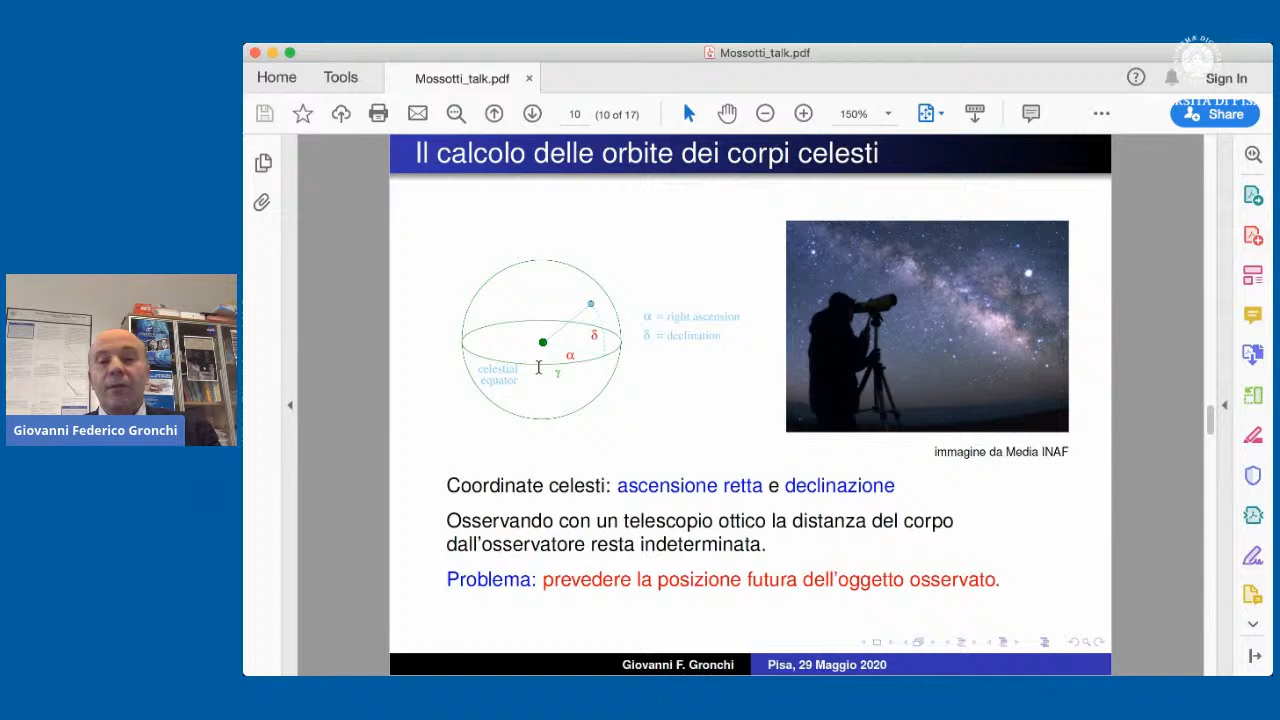 Mossotti_talk.pdf
Home
Tools
Mossotti_talk.pdf
×
Sign In
10
(10 of 17)
150%
Share
Il calcolo delle orbite dei corpi celesti
α = right ascension
δ = declination
δ
α
γ
celestial
equator
immagine da Media INAF
Coordinate celesti: ascensione retta e declinazione
Osservando con un telescopio ottico la distanza del corpo
dall'osservatore resta indeterminata.
Problema: prevedere la posizione futura dell'oggetto osservato.
Giovanni F. Gronchi
Pisa, 29 Maggio 2020
Giovanni Federico Gronchi